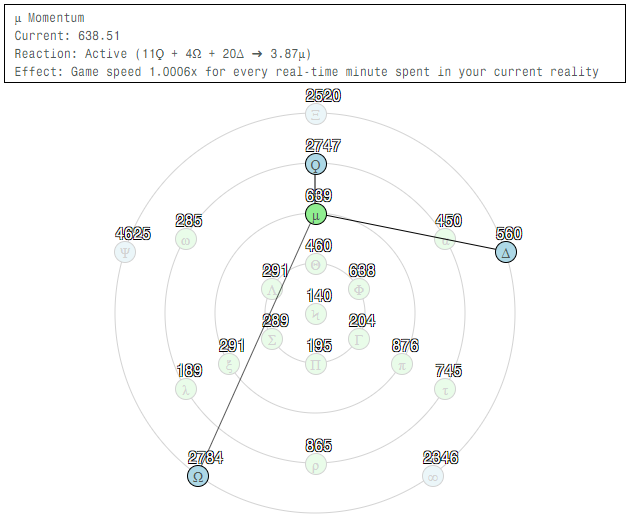 µ Momentum
Current: 638.51
Reaction: Active (11Ϙ + 4Ω + 20Δ → 3.87µ)
Effect: Game speed 1.0006x for every real-time minute spent in your current reality
2520
Ξ
2747
Ϙ
639
µ
4625
Ψ
285
ω
450
α
560
Δ
460
Θ
291
Λ
638
Φ
140
Ϟ
289
Σ
204
Γ
291
ξ
195
Π
876
π
189
λ
745
τ
865
ρ
2784
Ω
2346
∞